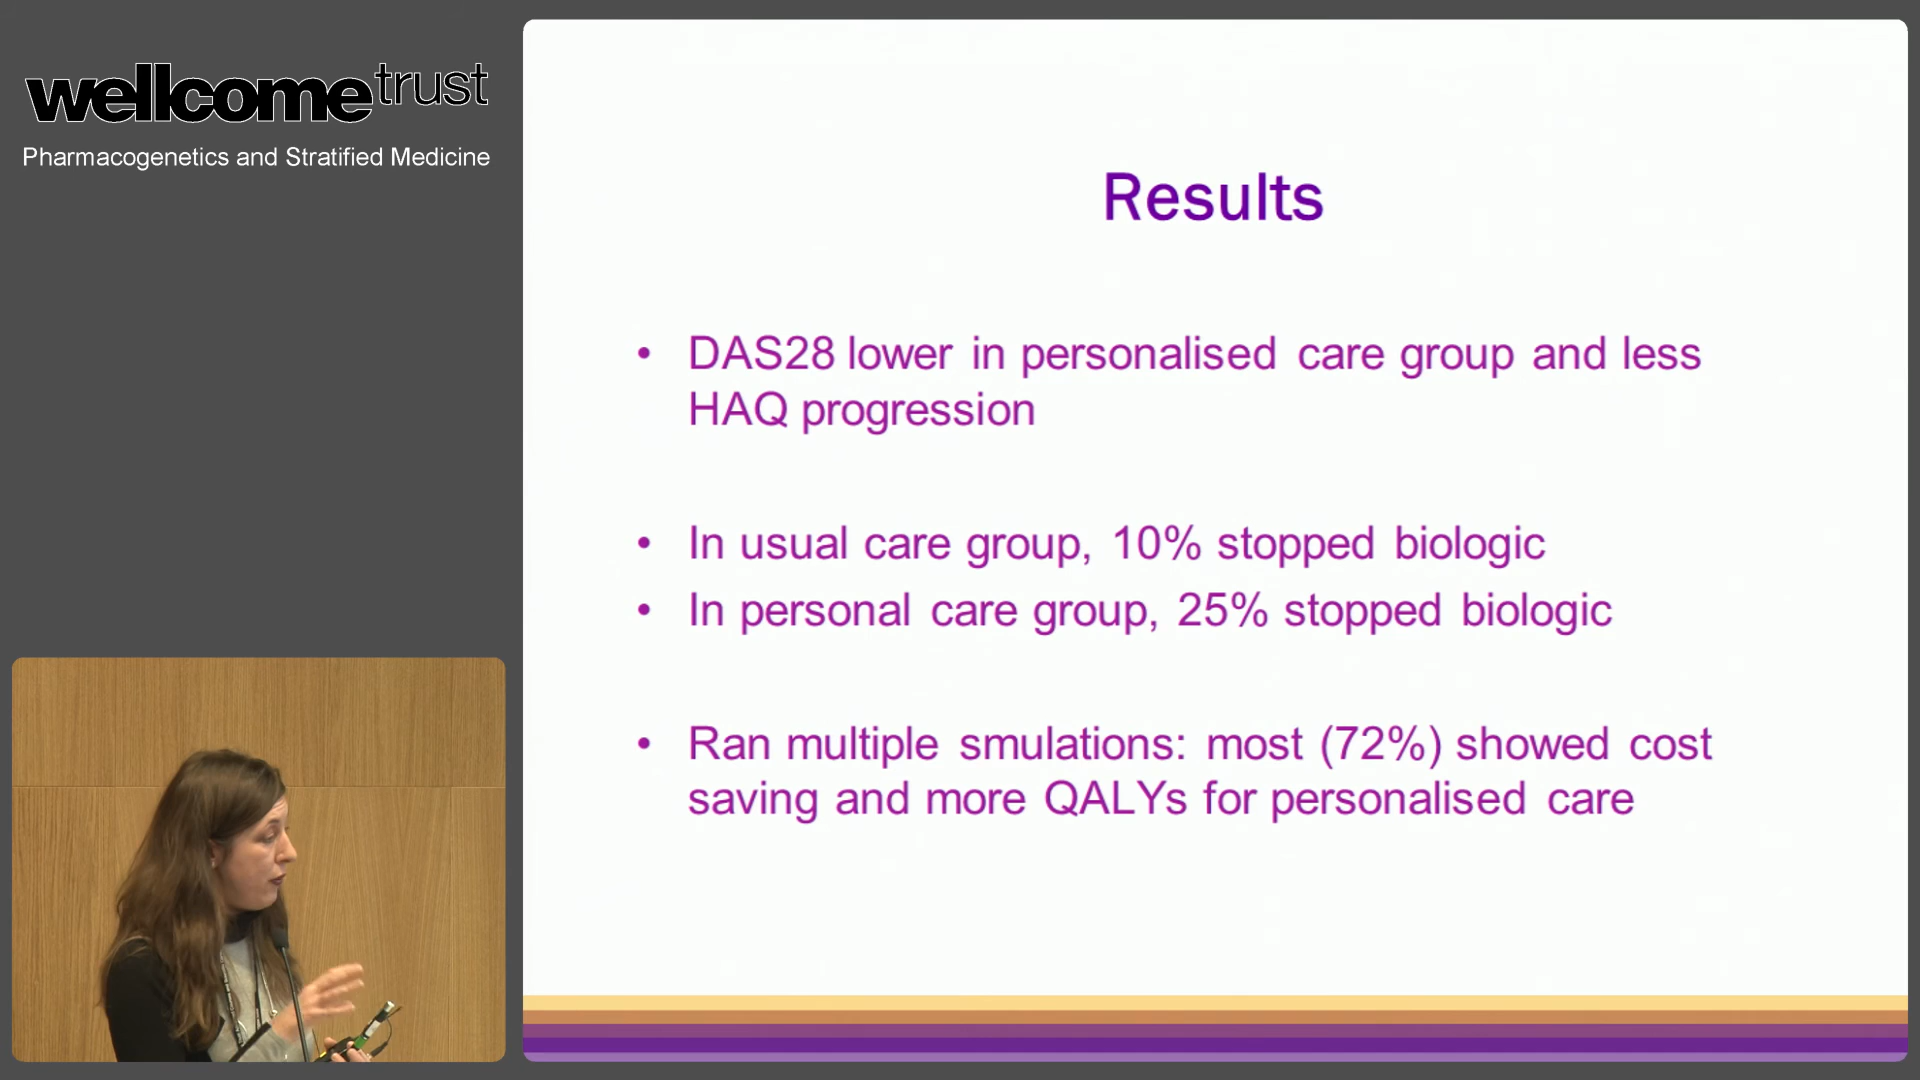 wellcometrust
Pharmacogenetics and Stratified Medicine
Results
• DAS28 lower in personalised care group and less
HAQ progression
• In usual care group, 10% stopped biologic
• In personal care group, 25% stopped biologic
• Ran multiple smulations: most (72%) showed cost
saving and more QALYs for personalised care